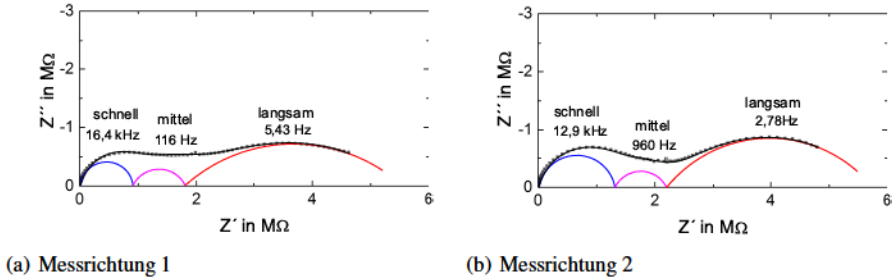 -3
-2
-1
0
Z´´ in MΩ
schnell
16,4 kHz
mittel
116 Hz
langsam
5,43 Hz
0
2
4
6
Z´ in MΩ
(a) Messrichtung 1
-3
-2
-1
0
Z´´ in MΩ
schnell
12,9 kHz
mittel
960 Hz
langsam
2,78Hz
0
2
4
6
Z´ in MΩ
(b) Messrichtung 2